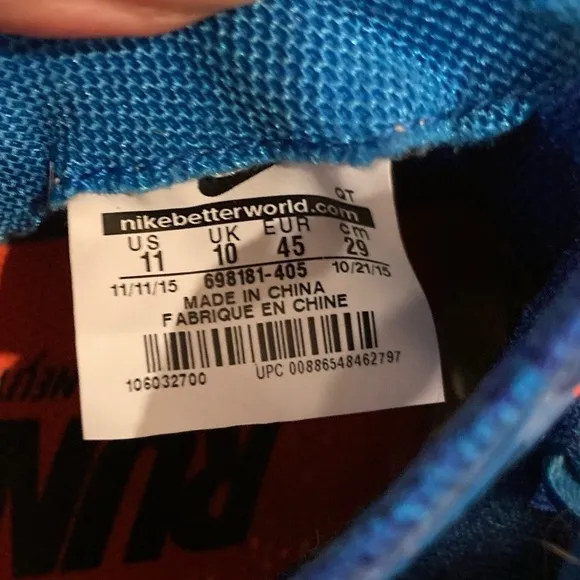 QT
nikebetterworld.com
US UK EUR cm
11 10 45 29
11/11/15 698181-405 10/21/15
MADE IN CHINA
FABRIQUE EN CHINE
106032700 UPC 00886548462797
RUN